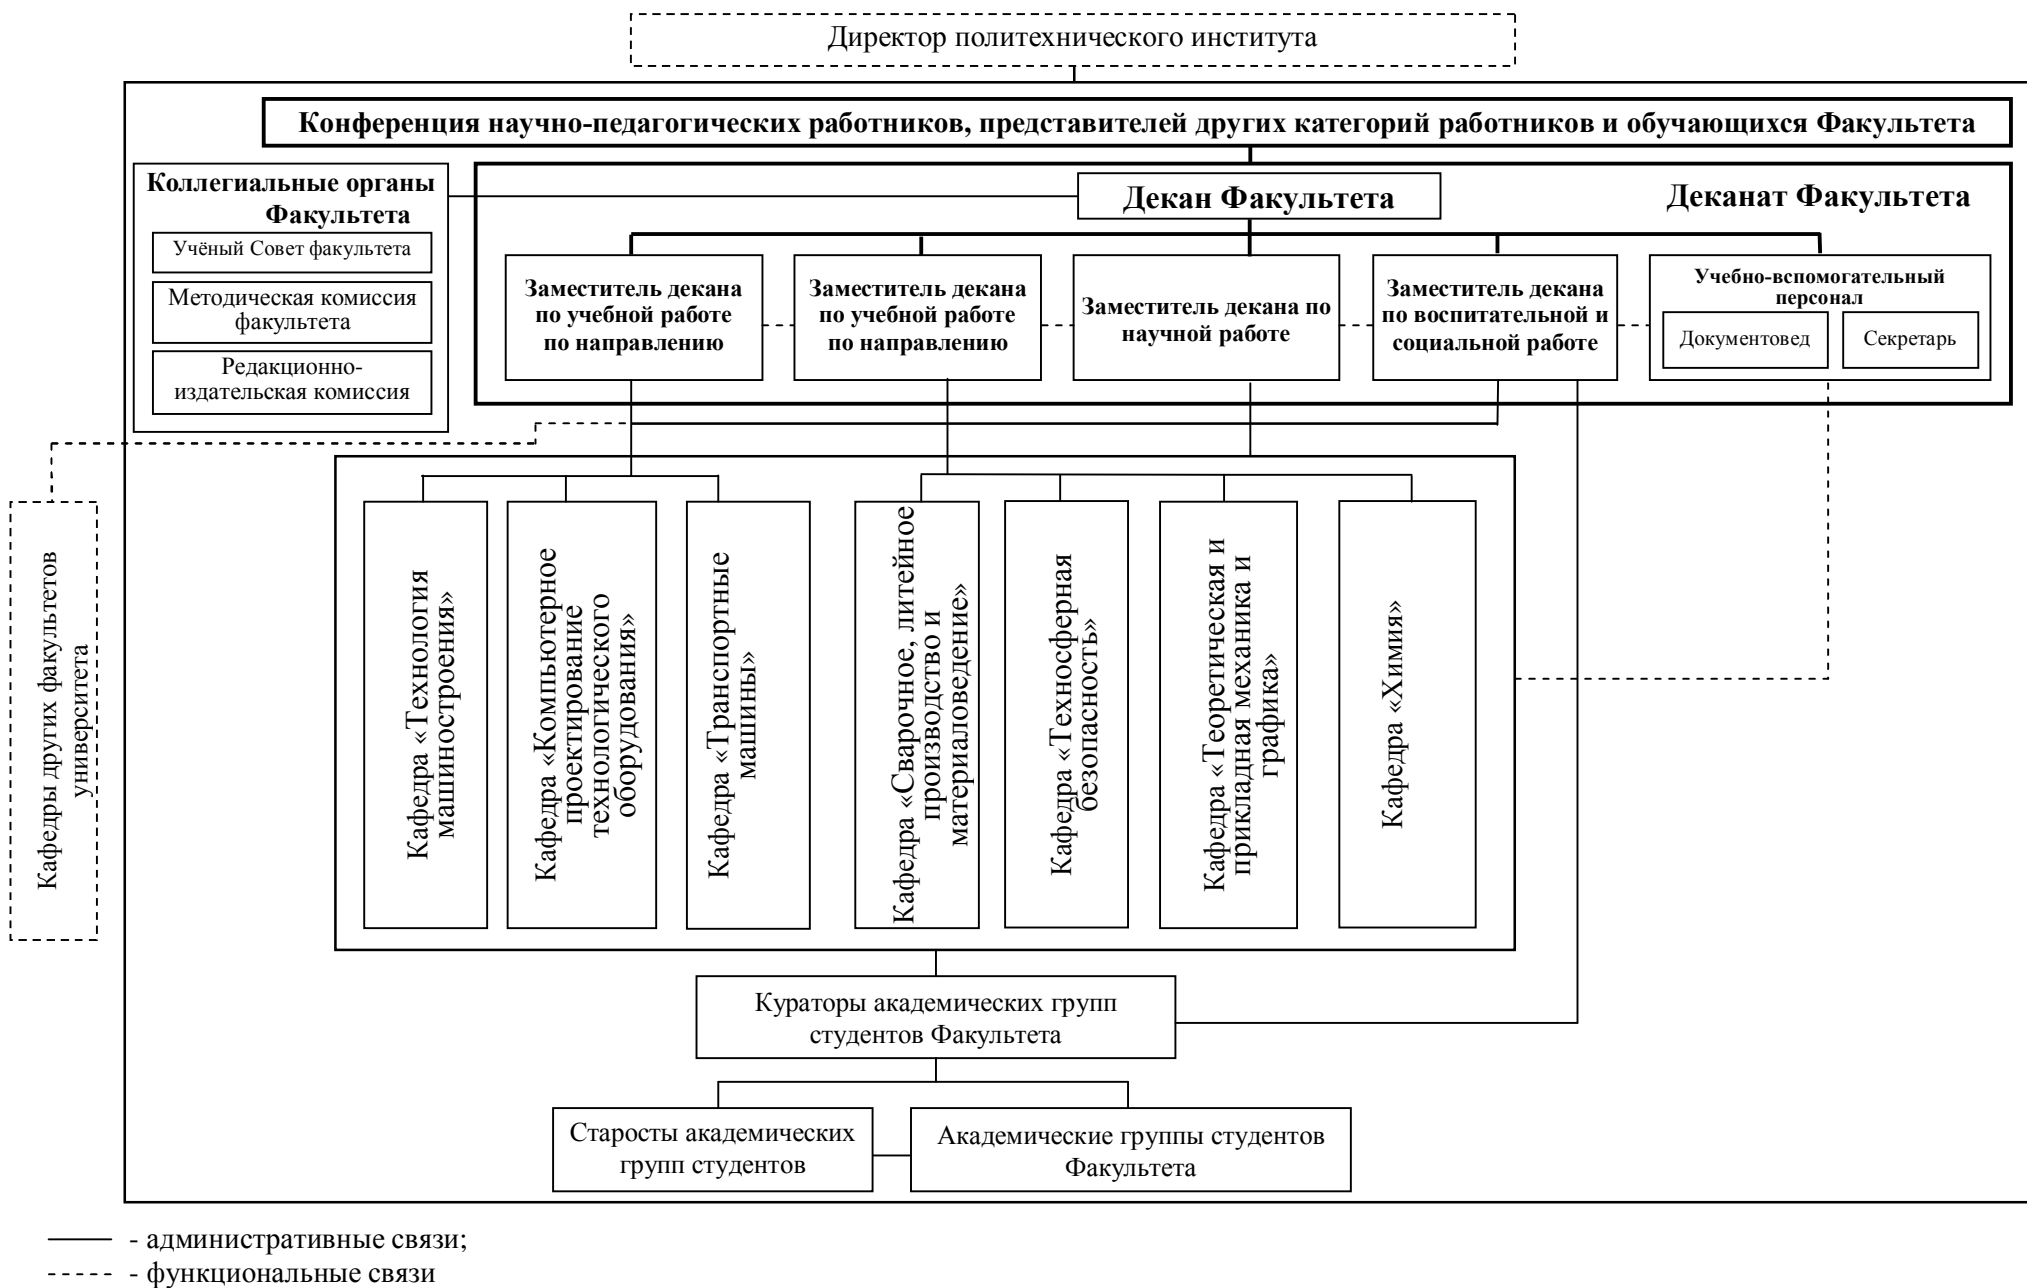 Директор политехнического института
Конференция научно-педагогических работников, представителей других категорий работников и обучающихся Факультета
Коллегиальные органы
Факультета
Учёный Совет факультета
Методическая комиссия
факультета
Редакционно-
издательская комиссия
Декан Факультета
Деканат Факультета
Заместитель декана
по учебной работе
по направлению
Заместитель декана
по учебной работе
по направлению
Заместитель декана по
научной работе
Заместитель декана
по воспитательной и
социальной работе
Учебно-вспомогательный
персонал
Документовед
Секретарь
Кафедры других факультетов
университета
Кафедра «Технология
машиностроения»
Кафедра «Компьютерное
проектирование
технологического
оборудования»
Кафедра «Транспортные
машины»
Кафедра «Сварочное, литейное
производство и
материаловедение»
Кафедра «Техносферная
безопасность»
Кафедра «Теоретическая и
прикладная механика и
графика»
Кафедра «Химия»
Кураторы академических групп
студентов Факультета
Старосты академических
групп студентов
Академические группы студентов
Факультета
- административные связи;
- функциональные связи